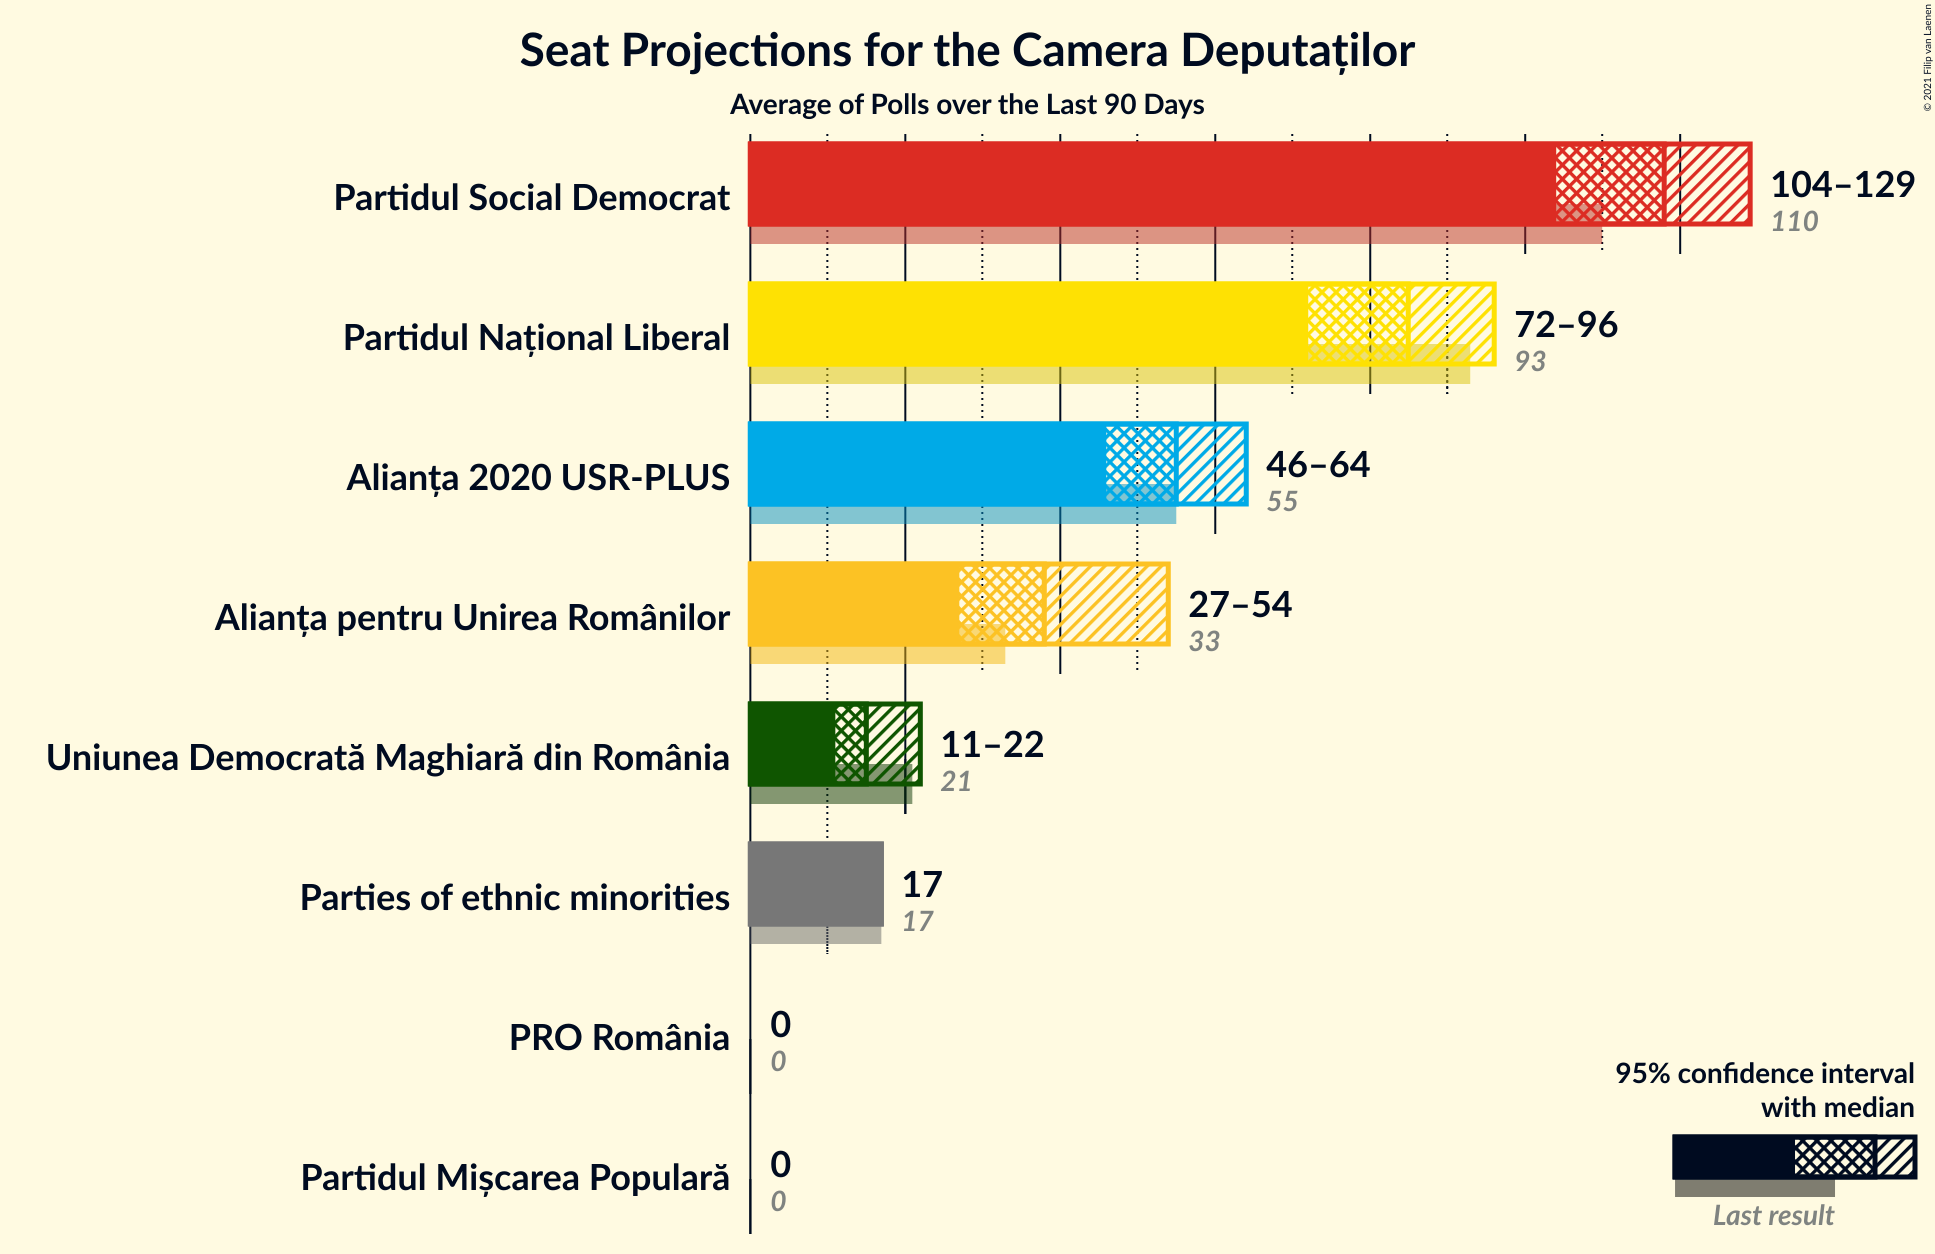 Seat Projections for the Camera Deputaților
Average of Polls over the Last 90 Days
© 2021 Filip van Laenen
Partidul Social Democrat
104–129
110
Partidul Național Liberal
72–96
93
Alianța 2020 USR-PLUS
46–64
55
Alianța pentru Unirea Românilor
27–54
33
Uniunea Democrată Maghiară din România
11–22
21
Parties of ethnic minorities
17
17
PRO România
0
0
Partidul Mișcarea Populară
0
0
95% confidence interval
with median
Last result